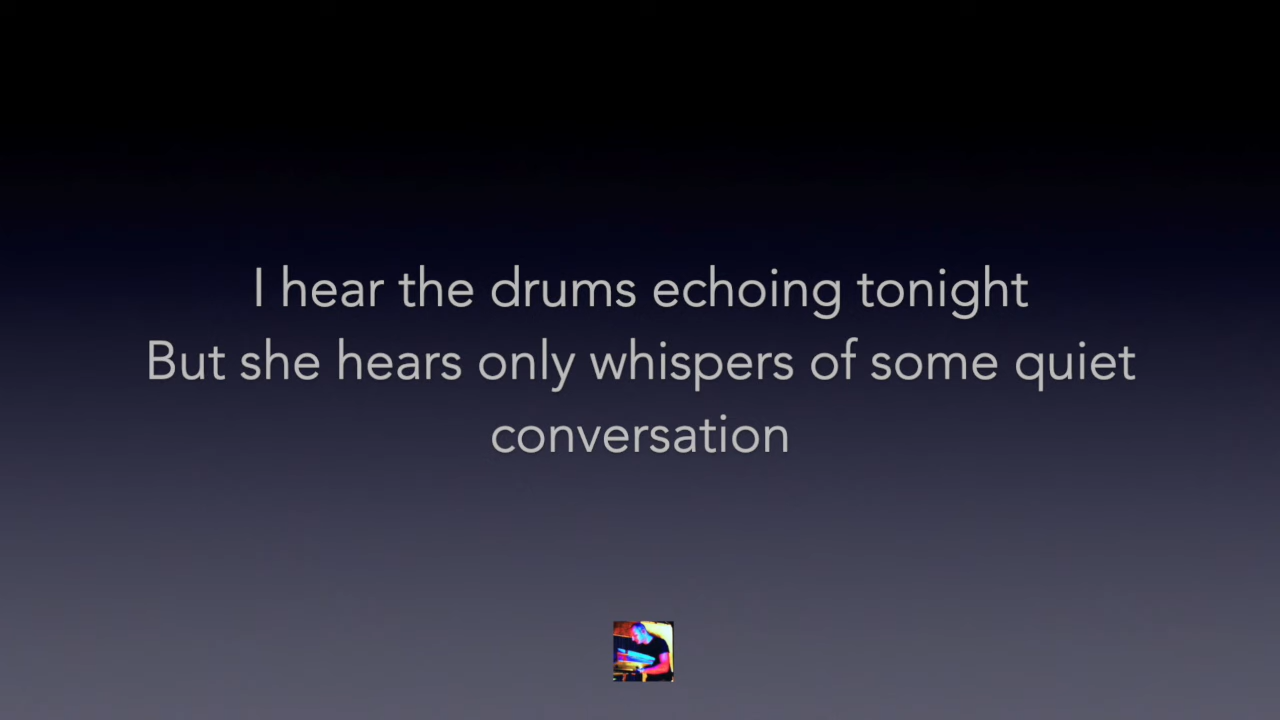 I hear the drums echoing tonight
But she hears only whispers of some quiet
conversation